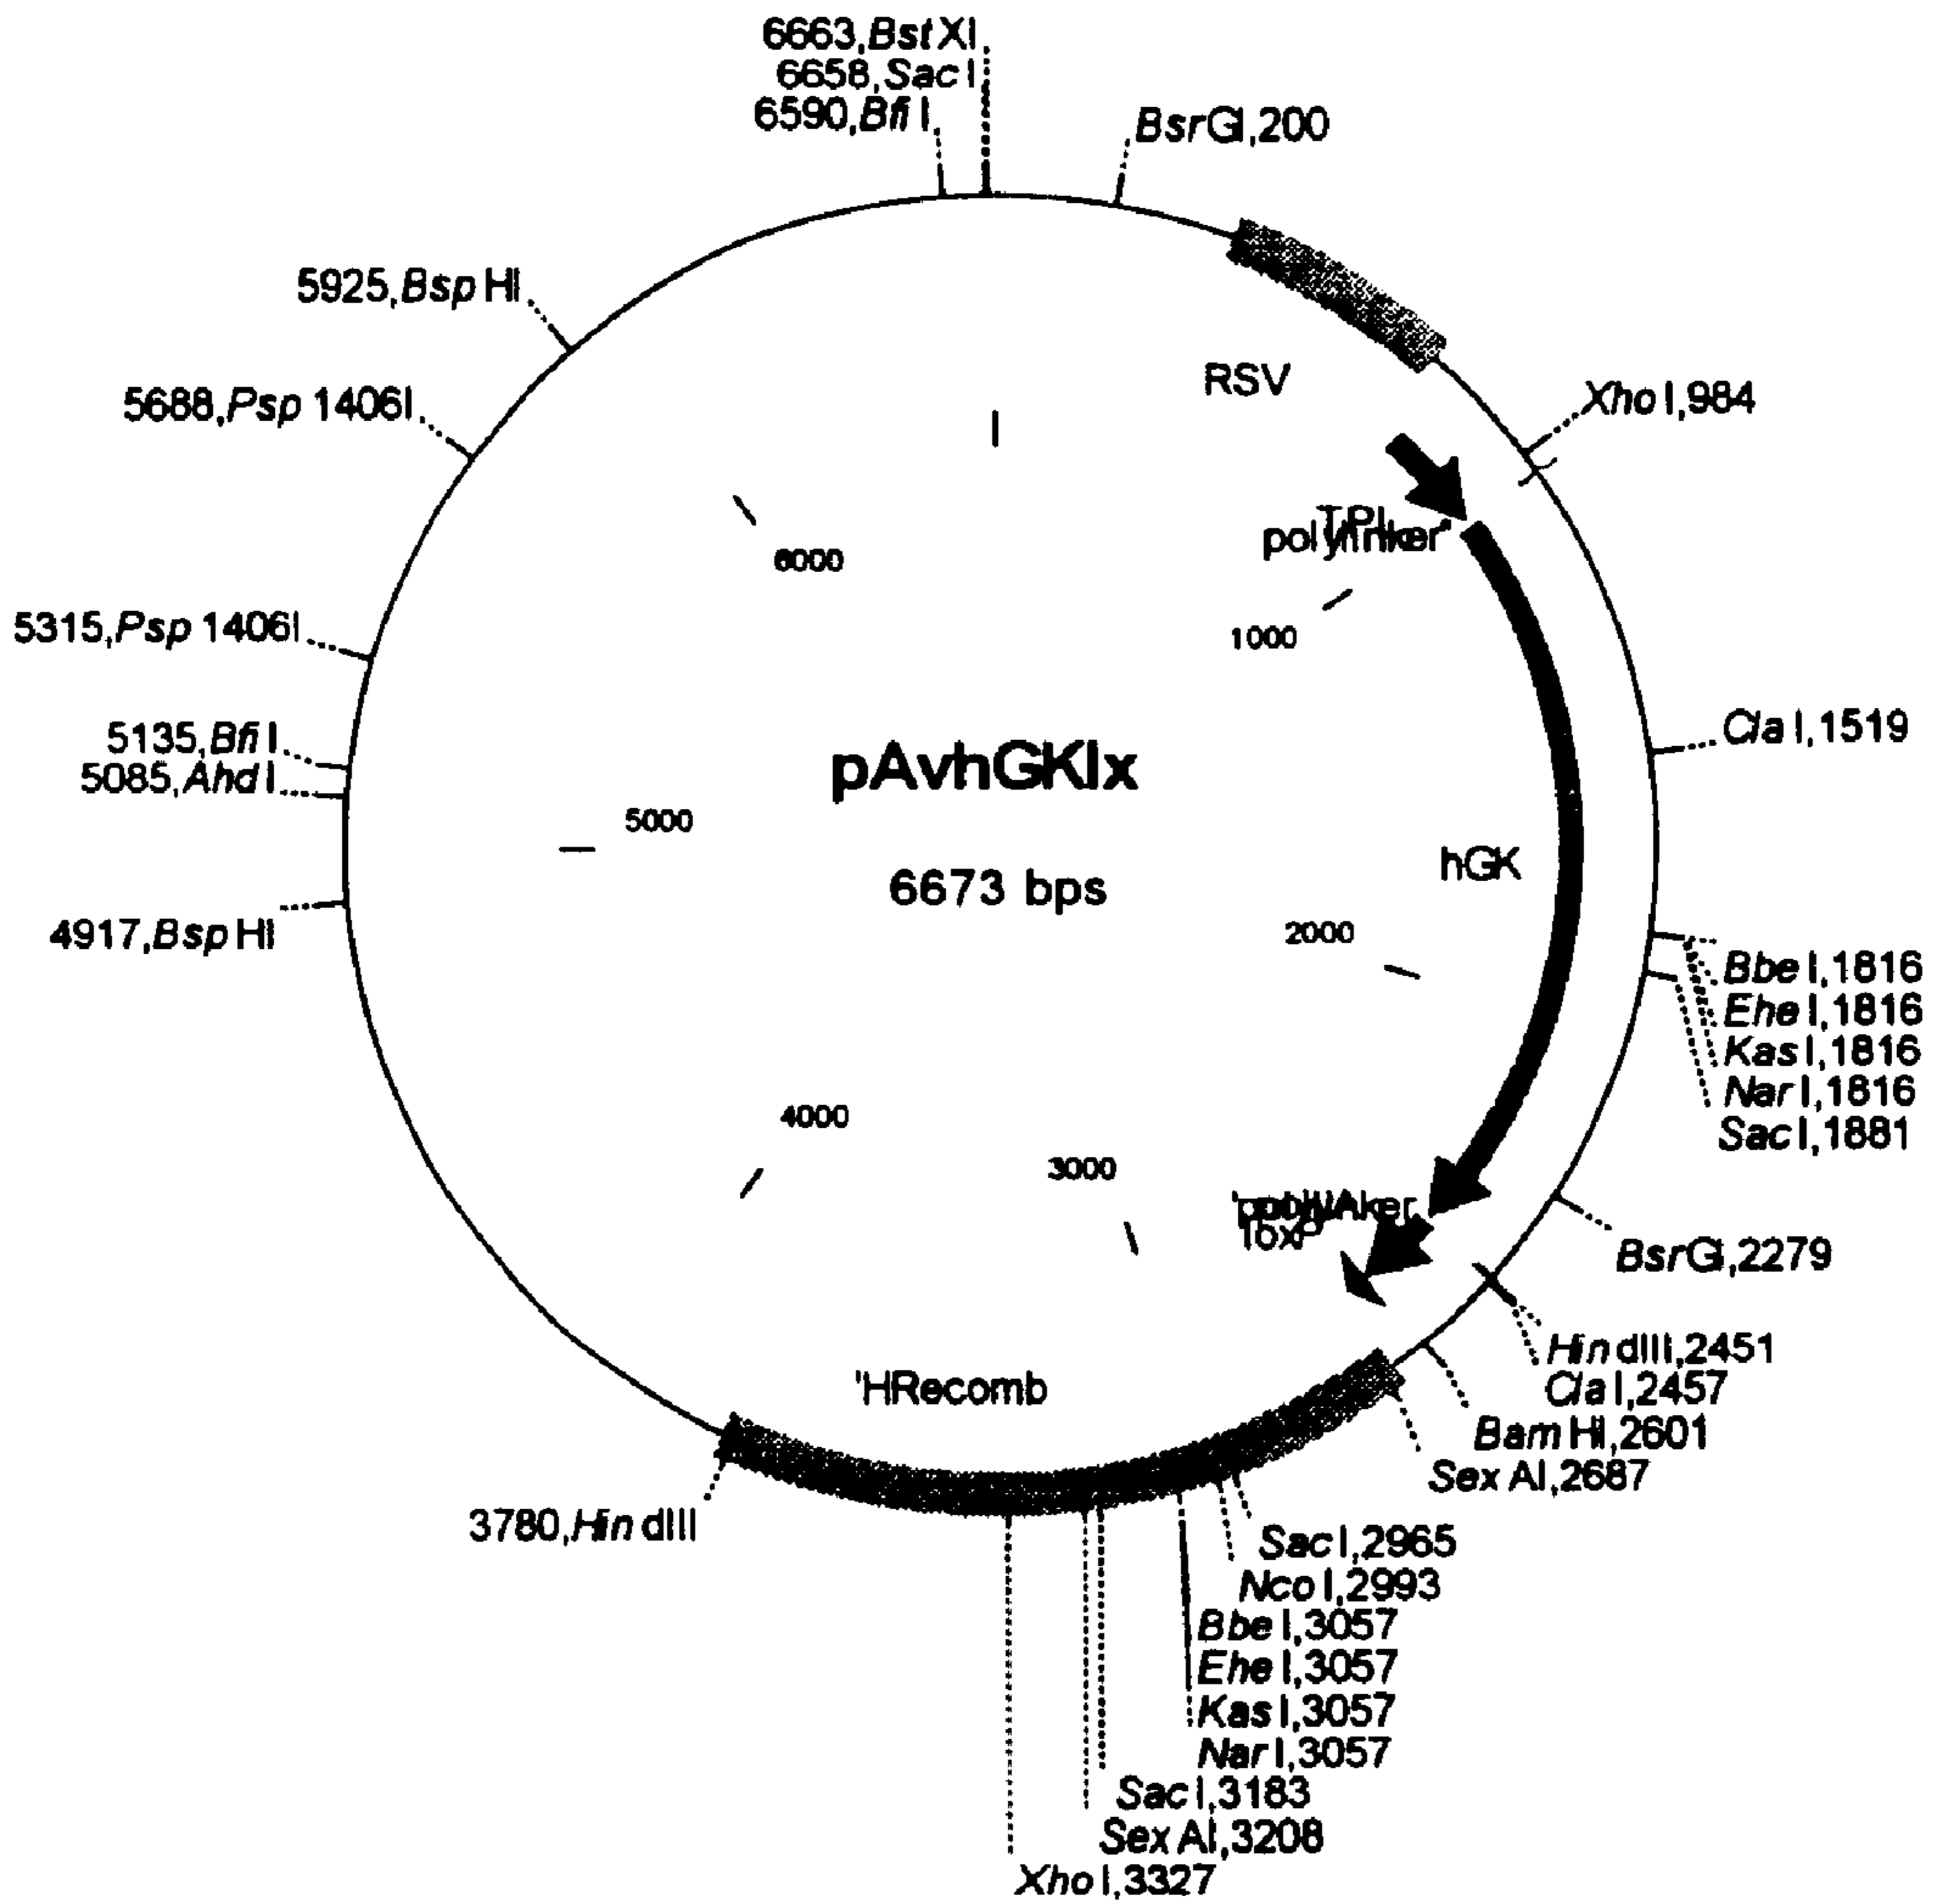 6663,BstXI
6658,SacI
6590,BfiI
BsrGI,200
5925,BspHI
RSV
5688,Psp1406I
XhoI,984
TPL
polylinker'
6000
1000
5315,Psp1406I
5135,BfiI
5085,AhdI
ClaI,1519
pAvhGKlx
5000
6673 bps
hGK
4917,BspHI
2000
BbeI,1816
EheI,1816
KasI,1816
NarI,1816
SacI,1881
4000
3000
loxP
BsrGI,2279
HindIII,2451
ClaI,2457
BamHI,2601
SexAI,2687
'HRecomb
3780,HindIII
SacI,2965
NcoI,2993
BbeI,3057
EheI,3057
KasI,3057
NarI,3057
SacI,3183
SexAI,3208
XhoI,3327